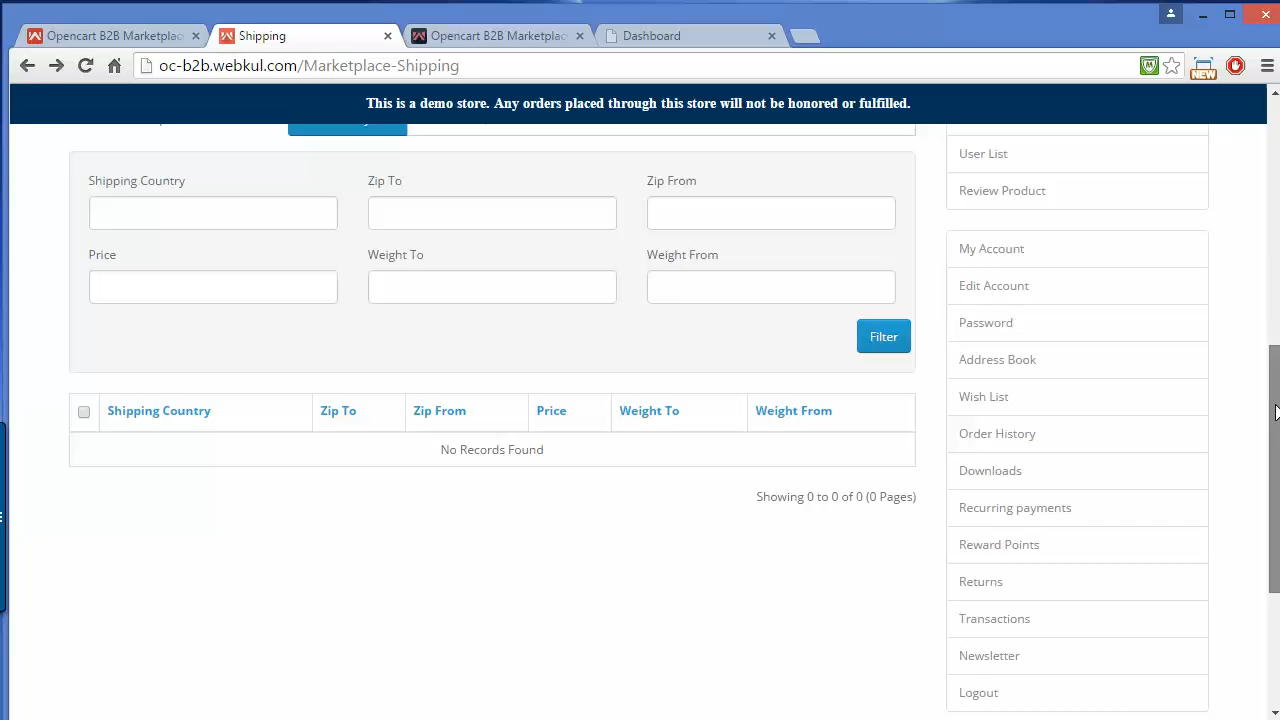 Opencart B2B Marketplac
Shipping
Opencart B2B Marketplac
Dashboard
oc-b2b.webkul.com/Marketplace-Shipping
NEW
This is a demo store. Any orders placed through this store will not be honored or fulfilled.
Shipping Country
Zip To
Zip From
Price
Weight To
Weight From
Filter
Shipping Country
Zip To
Zip From
Price
Weight To
Weight From
No Records Found
Showing 0 to 0 of 0 (0 Pages)
User List
Review Product
My Account
Edit Account
Password
Address Book
Wish List
Order History
Downloads
Recurring payments
Reward Points
Returns
Transactions
Newsletter
Logout